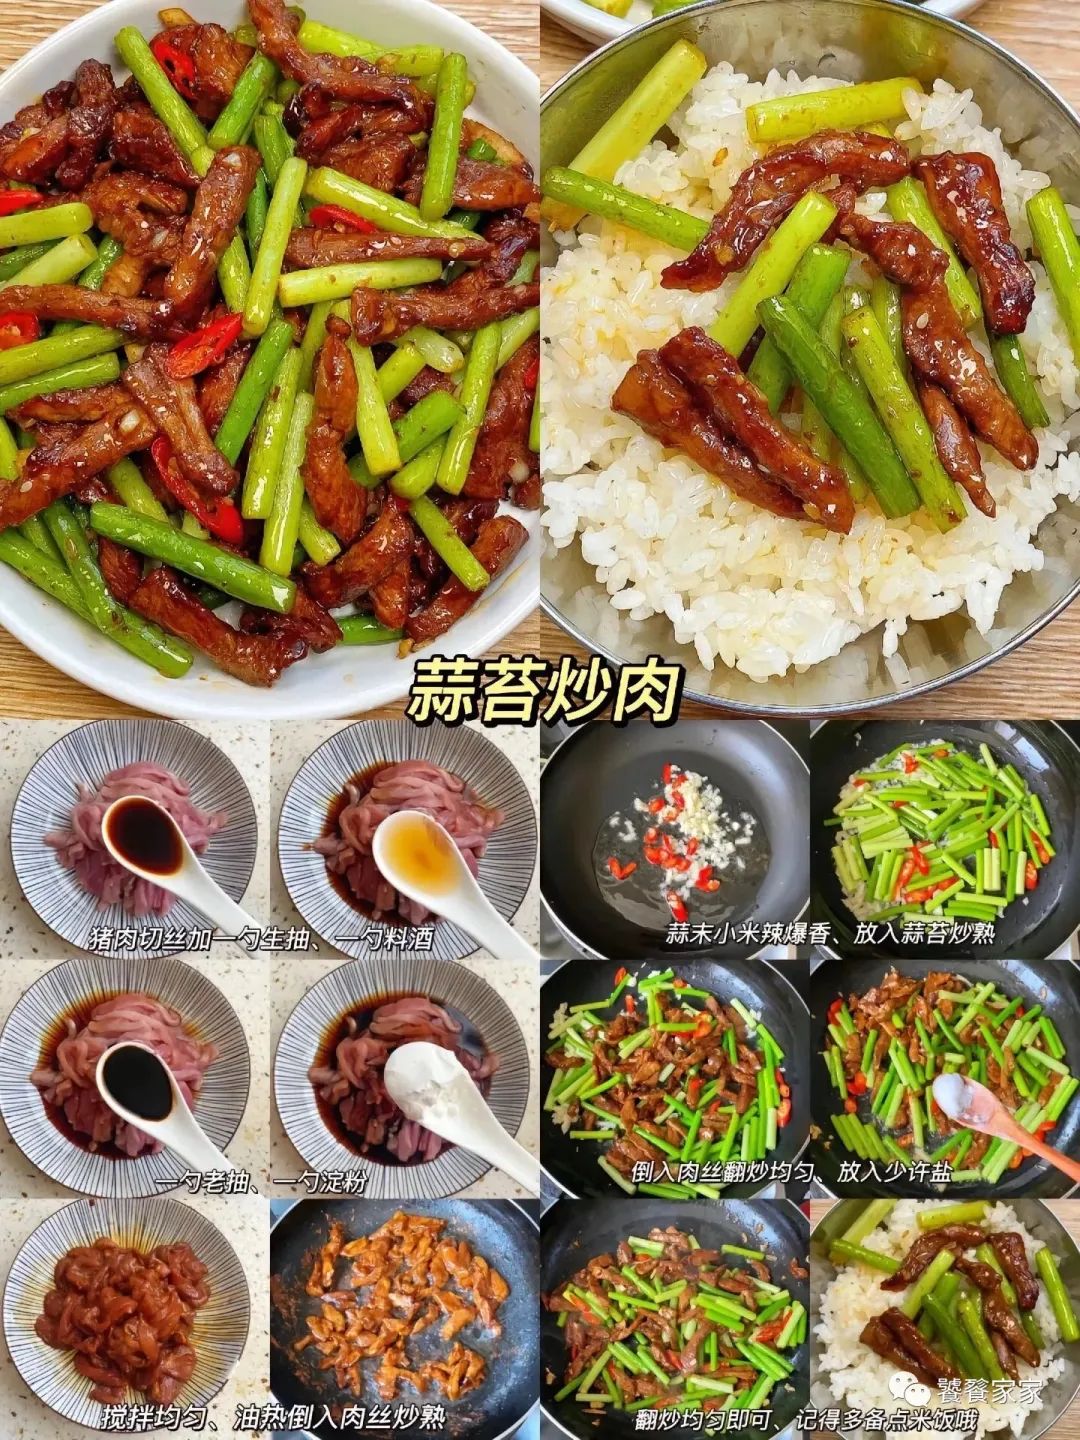 蒜苔炒肉
猪肉切丝加一勺生抽、一勺料酒
一勺老抽、一勺淀粉
搅拌均匀、油热倒入肉丝炒熟
蒜末小米辣爆香、放入蒜苔炒熟
倒入肉丝翻炒均匀、放入少许盐
翻炒均匀即可、记得多备点米饭哦
饕餮家家